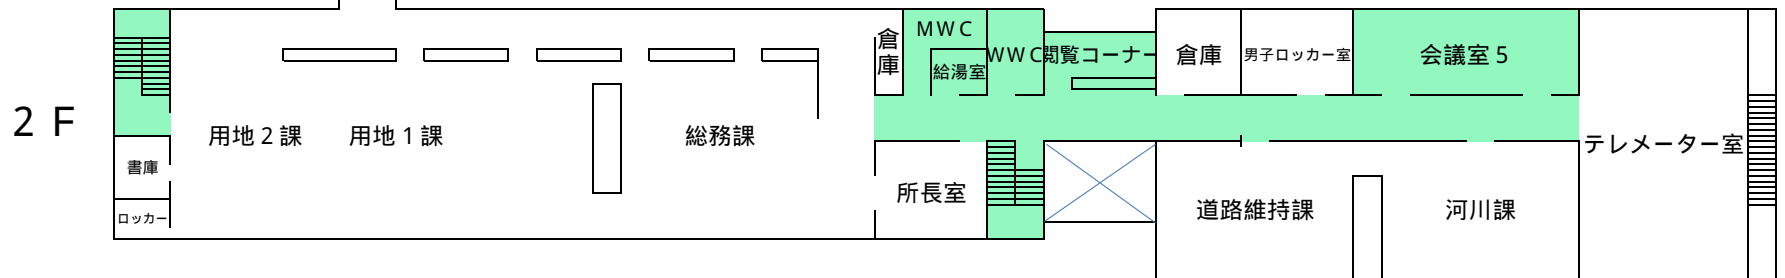 ２Ｆ
倉庫
ＭＷＣ
給湯室
ＷＷＣ
閲覧コーナー
倉庫
男子ロッカー室
会議室５
用地２課
用地１課
総務課
テレメーター室
書庫
ロッカー
所長室
道路維持課
河川課